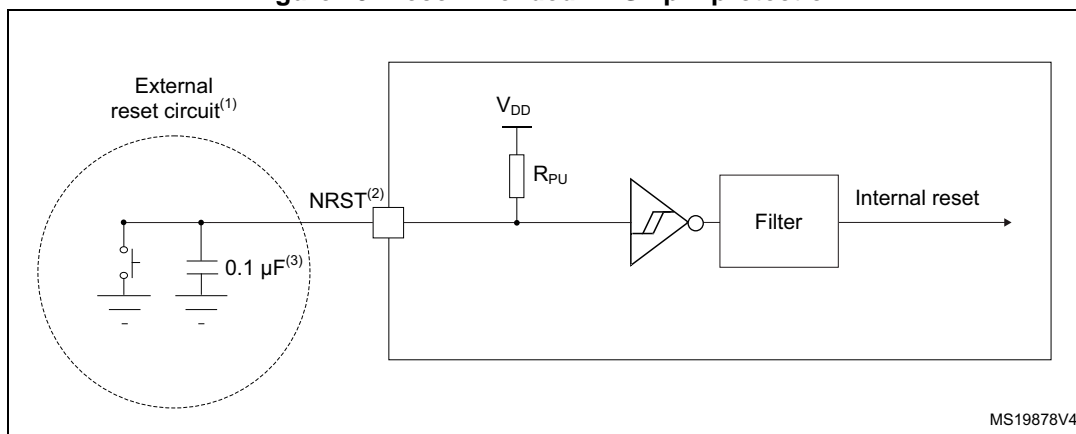 External
reset circuit(1)
VDD
RPU
NRST(2)
Internal reset
Filter
0.1 µF(3)
MS19878V4